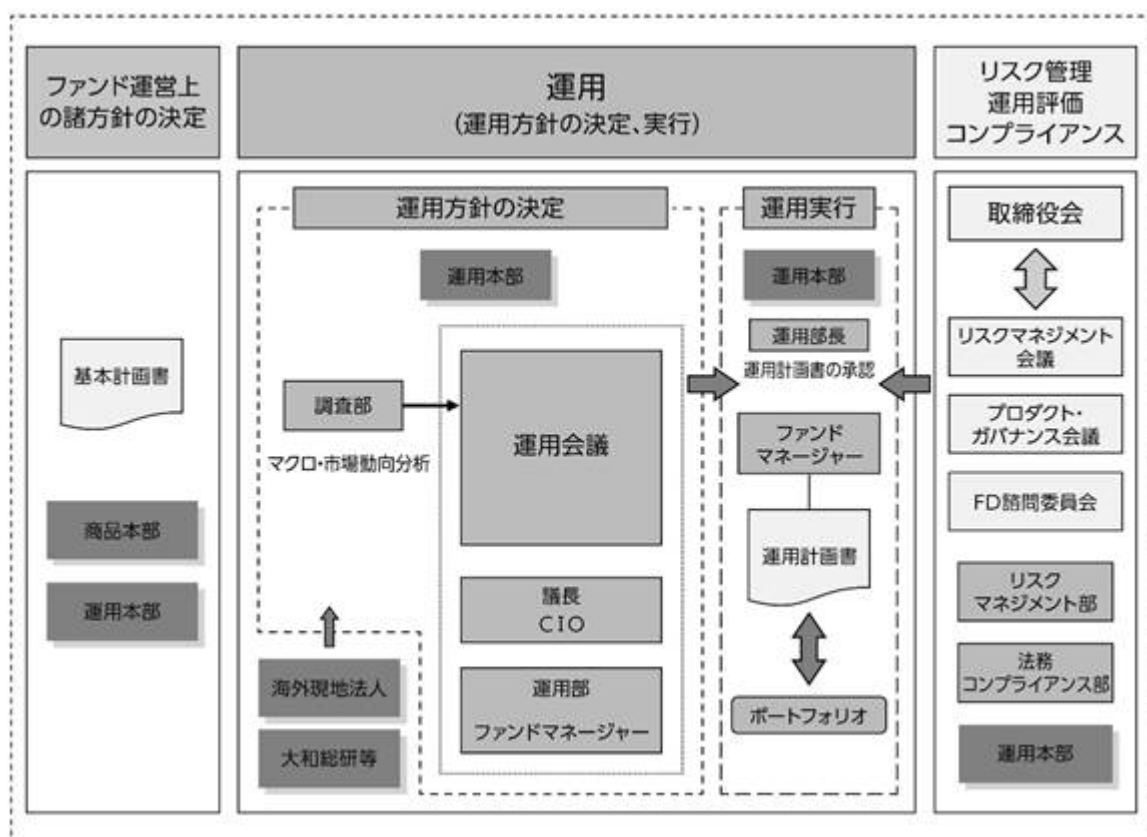 ファンド運営上
の諸方針の決定
運用
(運用方針の決定、実行)
リスク管理
運用評価
コンプライアンス
基本計画書
商品本部
運用本部
運用方針の決定
運用本部
調査部
マクロ・市場動向分析
運用会議
議長
CIO
運用部
ファンドマネージャー
海外現地法人
大和総研等
運用実行
運用本部
運用部長
運用計画書の承認
ファンド
マネージャー
運用計画書
ポートフォリオ
取締役会
リスクマネジメント
会議
プロダクト・
ガバナンス会議
FD諮問委員会
リスク
マネジメント部
法務
コンプライアンス部
運用本部